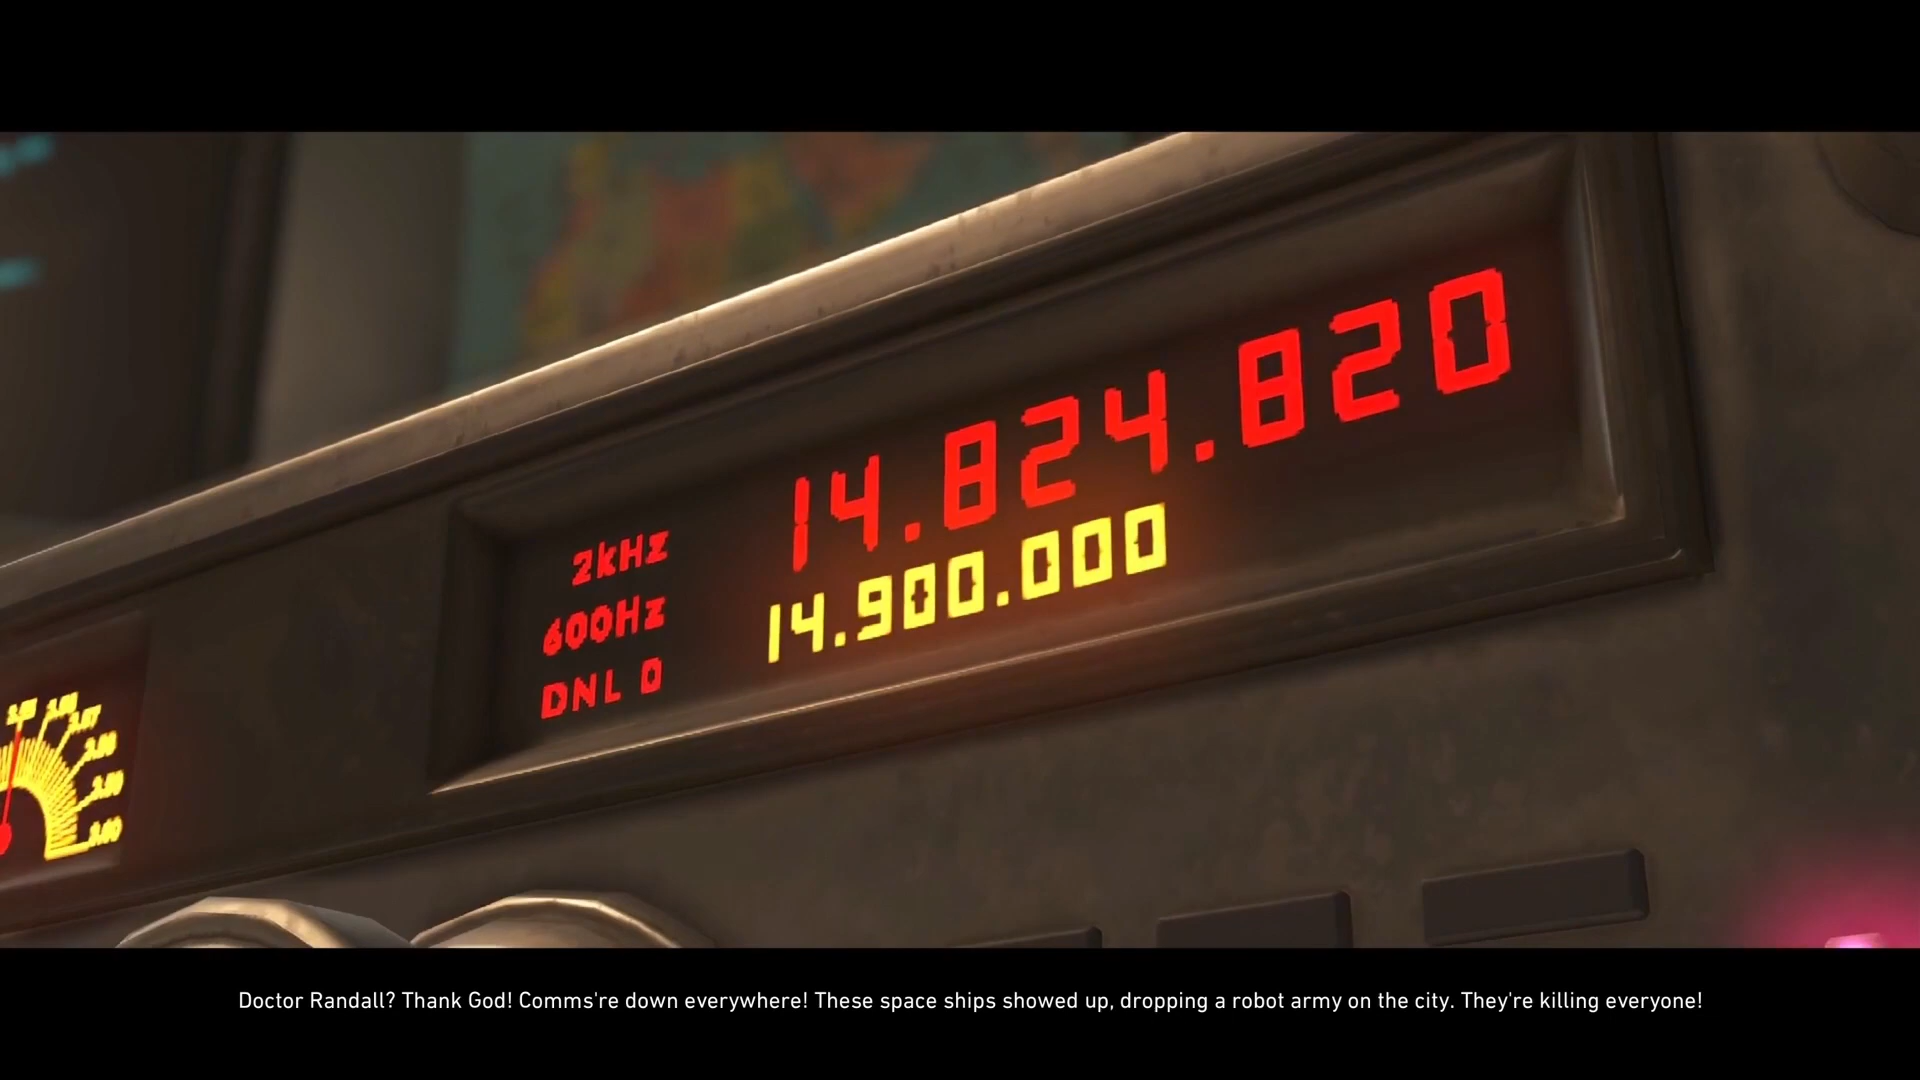 14.824.820
2kHz
14.900.000
600Hz
DNL 0
Doctor Randall? Thank God! Comms're down everywhere! These space ships showed up, dropping a robot army on the city. They're killing everyone!